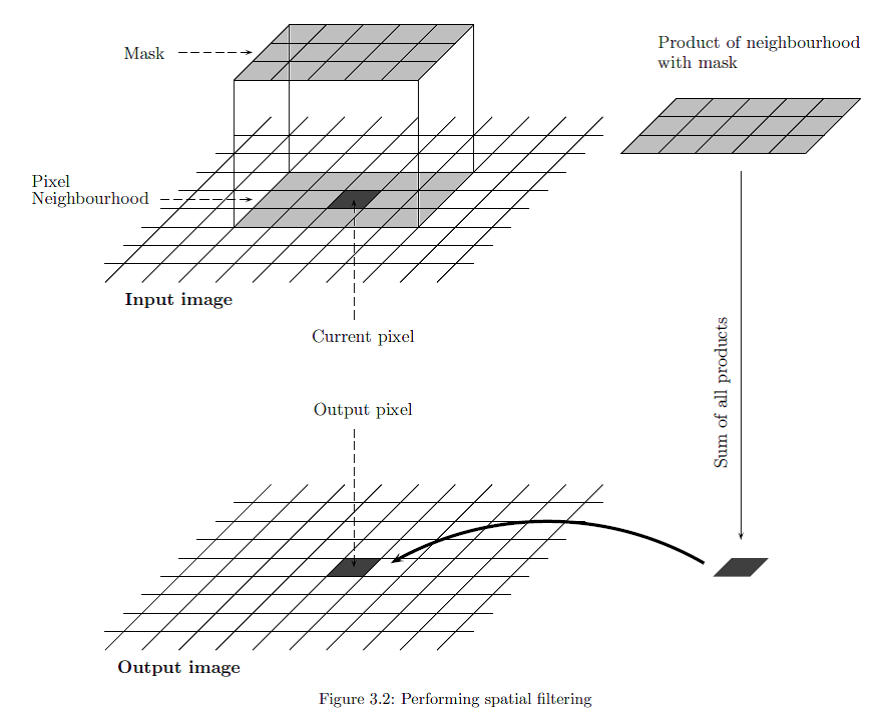 Mask
Product of neighbourhood
with mask
Pixel
Neighbourhood
Input image
Current pixel
Sum of all products
Output pixel
Output image
Figure 3.2: Performing spatial filtering